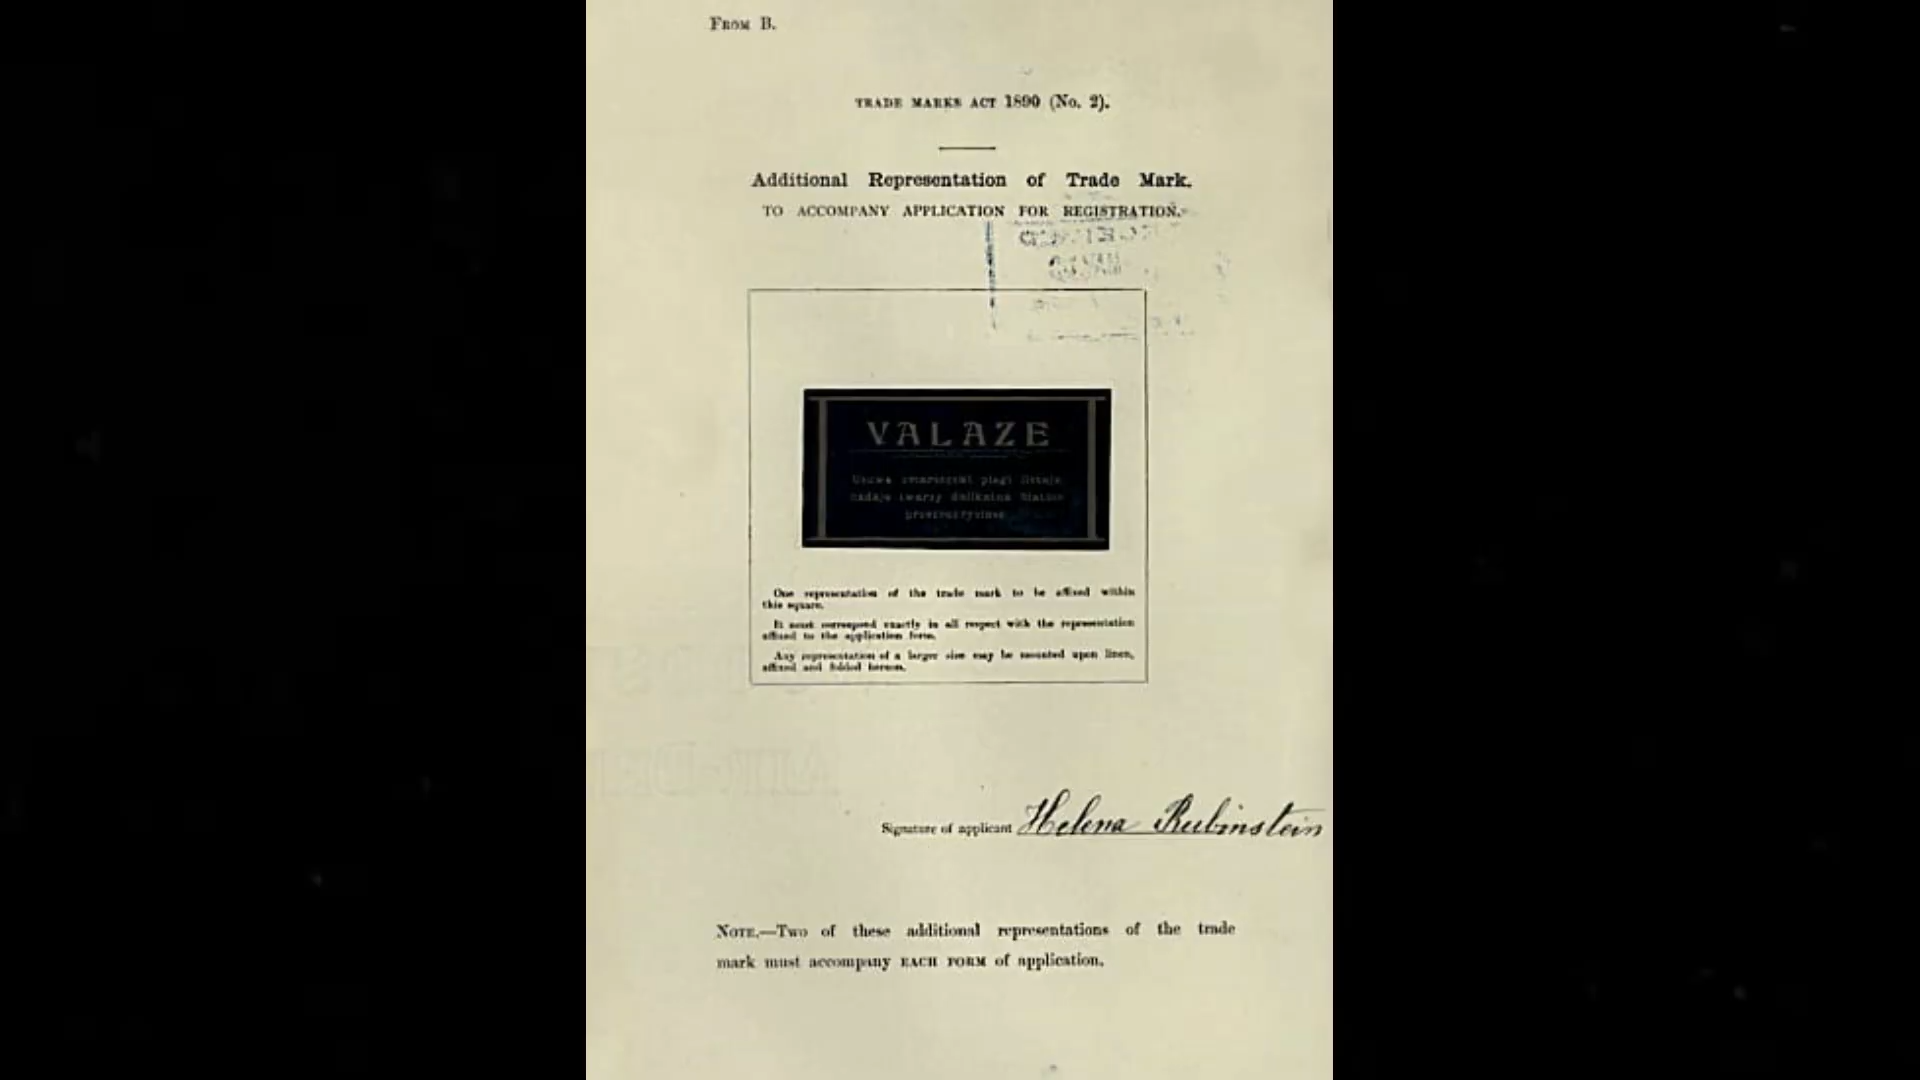 FROM B.
TRADE MARKS ACT 1890 (No. 2).
Additional Representation of Trade Mark.
TO ACCOMPANY APPLICATION FOR REGISTRATION.
VALAZE
plagi
twarzy
One representation of the trade mark to be affixed within
this square.
It must correspond exactly in all respect with the representation
affixed to the application form.
Any representation of a larger size may be mounted upon linen,
affixed and folded hereon.
Signature of applicant Helena Rubinstein
NOTE.—Two of these additional representations of the trade
mark must accompany EACH FORM of application.